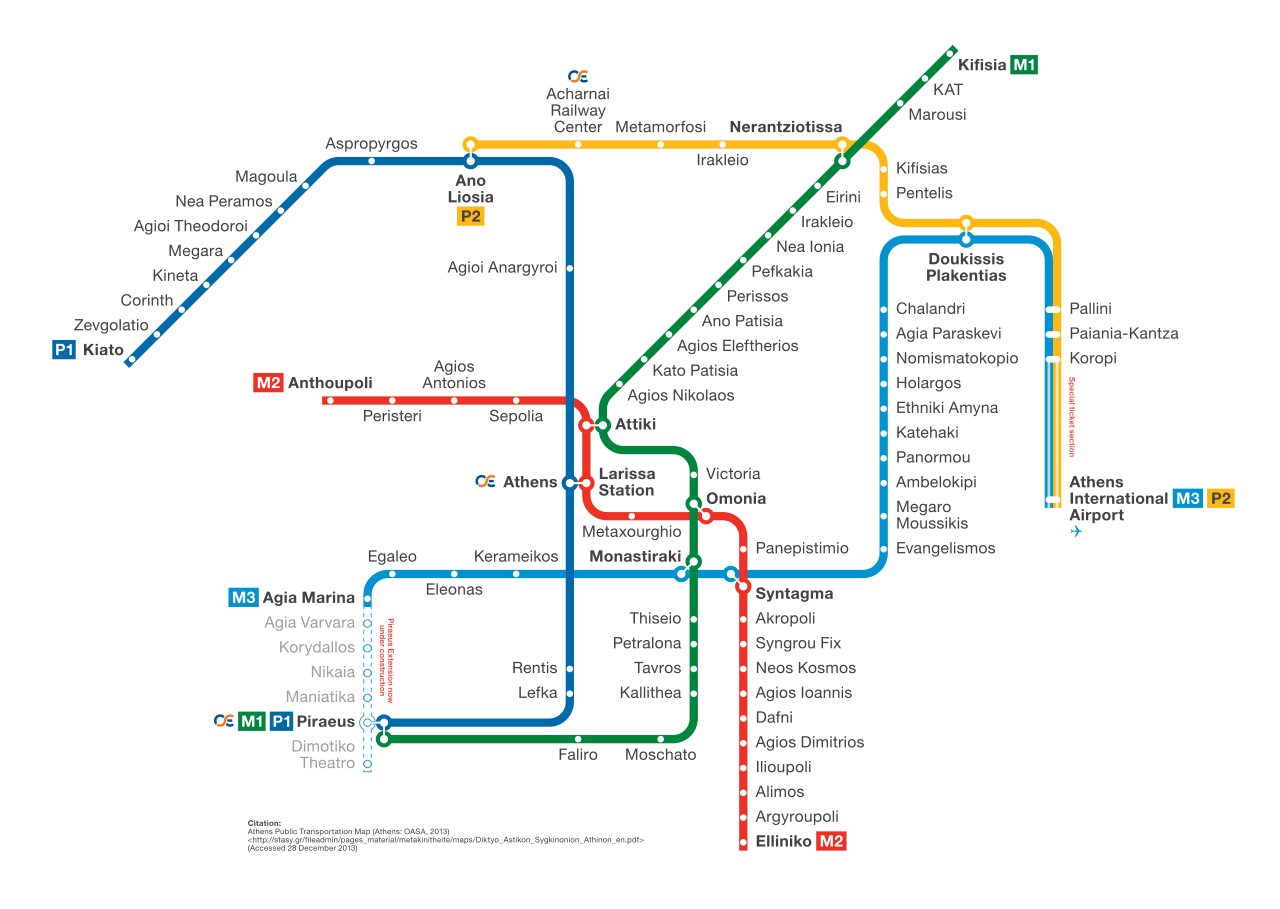 Kifisia M1
KAT
Marousi
Acharnai
Railway
Center
Metamorfosi
Nerantziotissa
Irakleio
Aspropyrgos
Magoula
Nea Peramos
Agioi Theodoroi
Megara
Kineta
Corinth
Zevgolatio
P1 Kiato
Ano
Liosia
P2
Kifisias
Pentelis
Eirini
Irakleio
Nea Ionia
Pefkakia
Perissos
Ano Patisia
Agios Eleftherios
Kato Patisia
Agios Nikolaos
Agioi Anargyroi
Doukissis
Plakentias
Chalandri
Agia Paraskevi
Nomismatokopio
Holargos
Ethniki Amyna
Katehaki
Panormou
Ambelokipi
Megaro
Moussikis
Evangelismos
Pallini
Paiania-Kantza
Koropi
Special ticket section
Athens
International M3 P2
Airport
M2 Anthoupoli
Peristeri
Agios
Antonios
Sepolia
Attiki
Athens
Larissa
Station
Victoria
Omonia
Metaxourghio
Panepistimio
Monastiraki
Syntagma
Egaleo
Eleonas
Kerameikos
M3 Agia Marina
Agia Varvara
Korydallos
Nikaia
Maniatika
Piraeus Extension now
under construction
M1 P1 Piraeus
Dimotiko
Theatro
Rentis
Lefka
Thiseio
Petralona
Tavros
Kallithea
Faliro
Moschato
Akropoli
Syngrou Fix
Neos Kosmos
Agios Ioannis
Dafni
Agios Dimitrios
Ilioupoli
Alimos
Argyroupoli
Elliniko M2
Citation:
Athens Public Transportation Map (Athens: OASA, 2013)
<http://stasy.gr/fileadmin/pages_material/metakinitheite/maps/Diktyo_Astikon_Sygkinonion_Athinon_en.pdf>
(Accessed 28 December 2013)